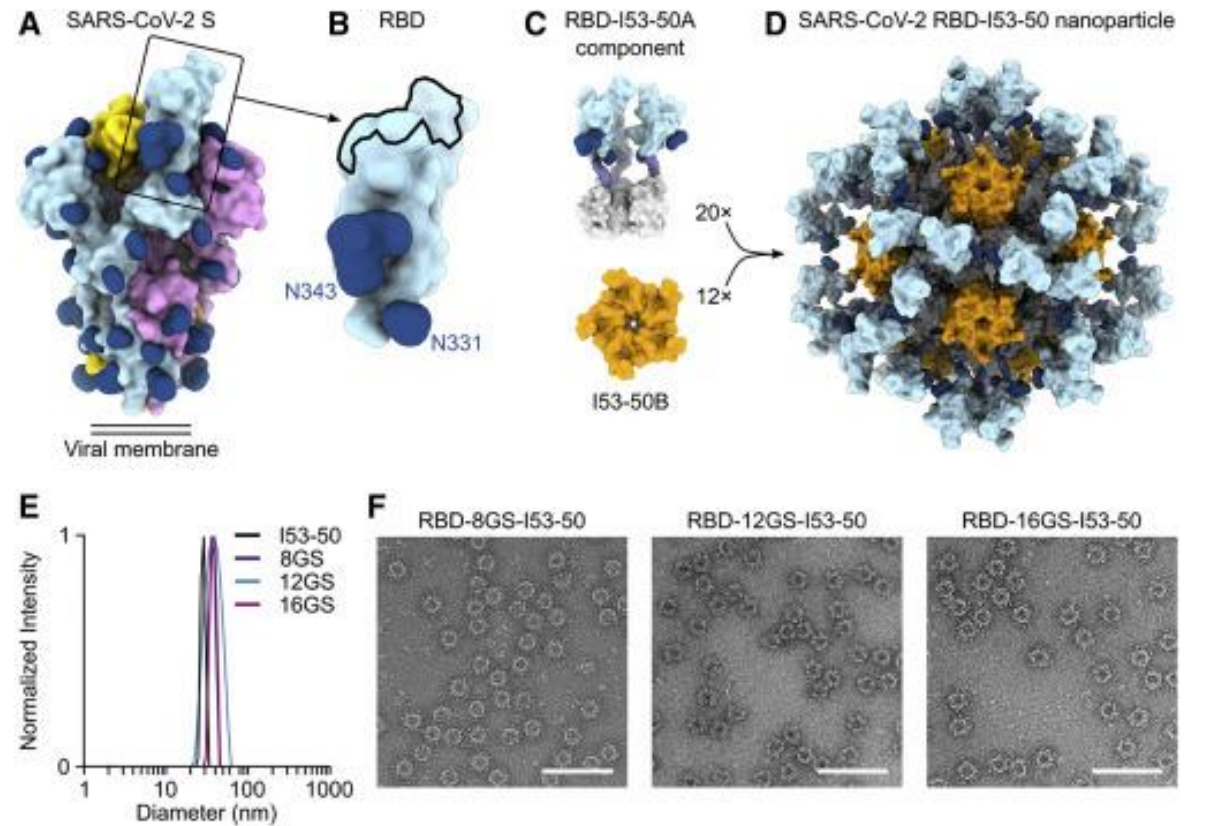 A SARS-CoV-2 S
B RBD
C RBD-I53-50A
component
D SARS-CoV-2 RBD-I53-50 nanoparticle
N343
N331
20×
12×
I53-50B
Viral membrane
E
Normalized Intensity
1
0
I53-50
8GS
12GS
16GS
1 10 100 1000
Diameter (nm)
F
RBD-8GS-I53-50
RBD-12GS-I53-50
RBD-16GS-I53-50